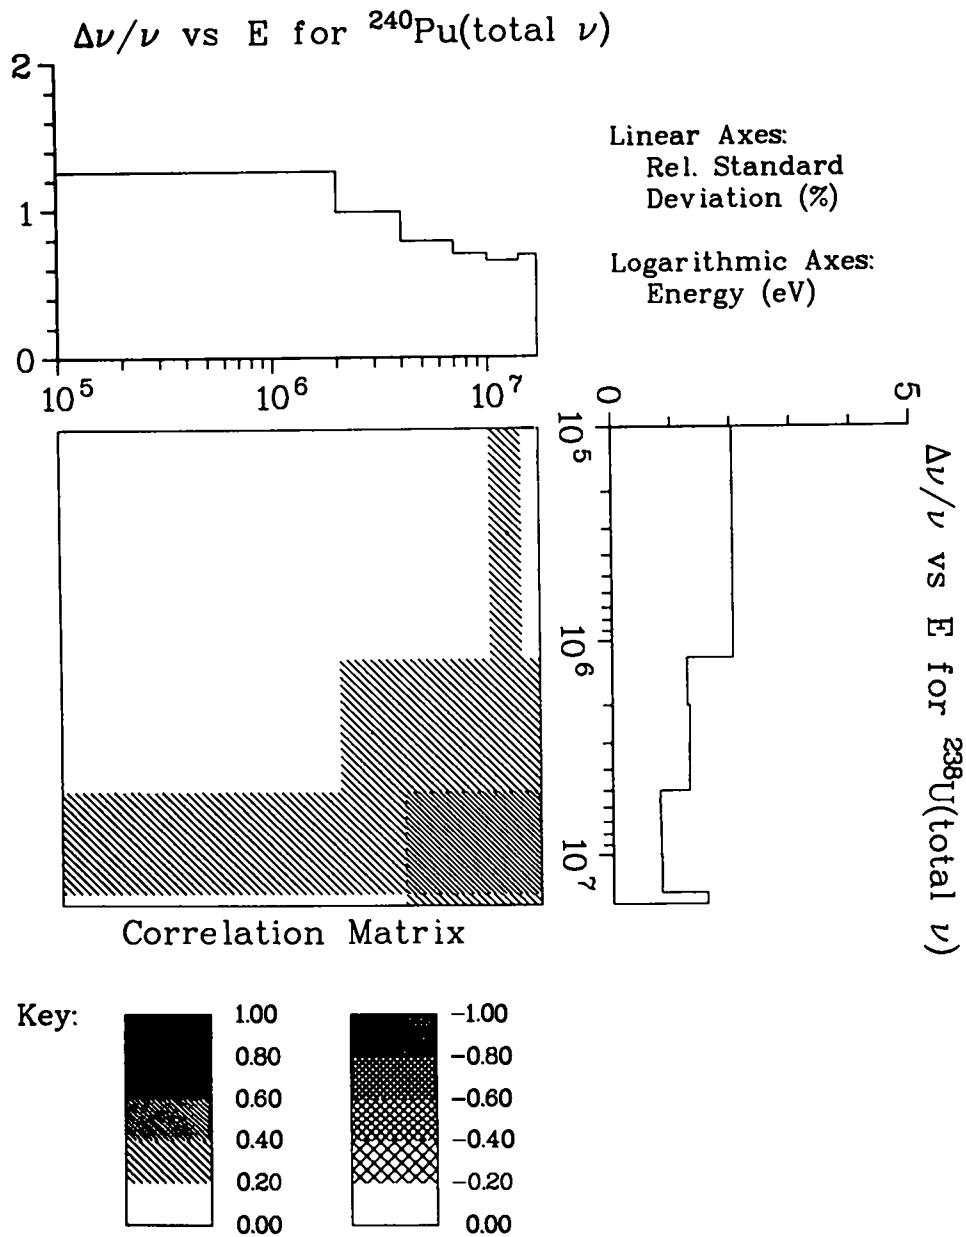 Δν/ν vs E for ²⁴⁰Pu(total ν)
2
1
0
10⁵ 10⁶ 10⁷
Linear Axes:
Rel. Standard
Deviation (%)
Logarithmic Axes:
Energy (eV)
0 5
10⁵
10⁶
10⁷
Δν/ν vs E for ²³⁸U(total ν)
Correlation Matrix
Key:
1.00
0.80
0.60
0.40
0.20
0.00
-1.00
-0.80
-0.60
-0.40
-0.20
0.00